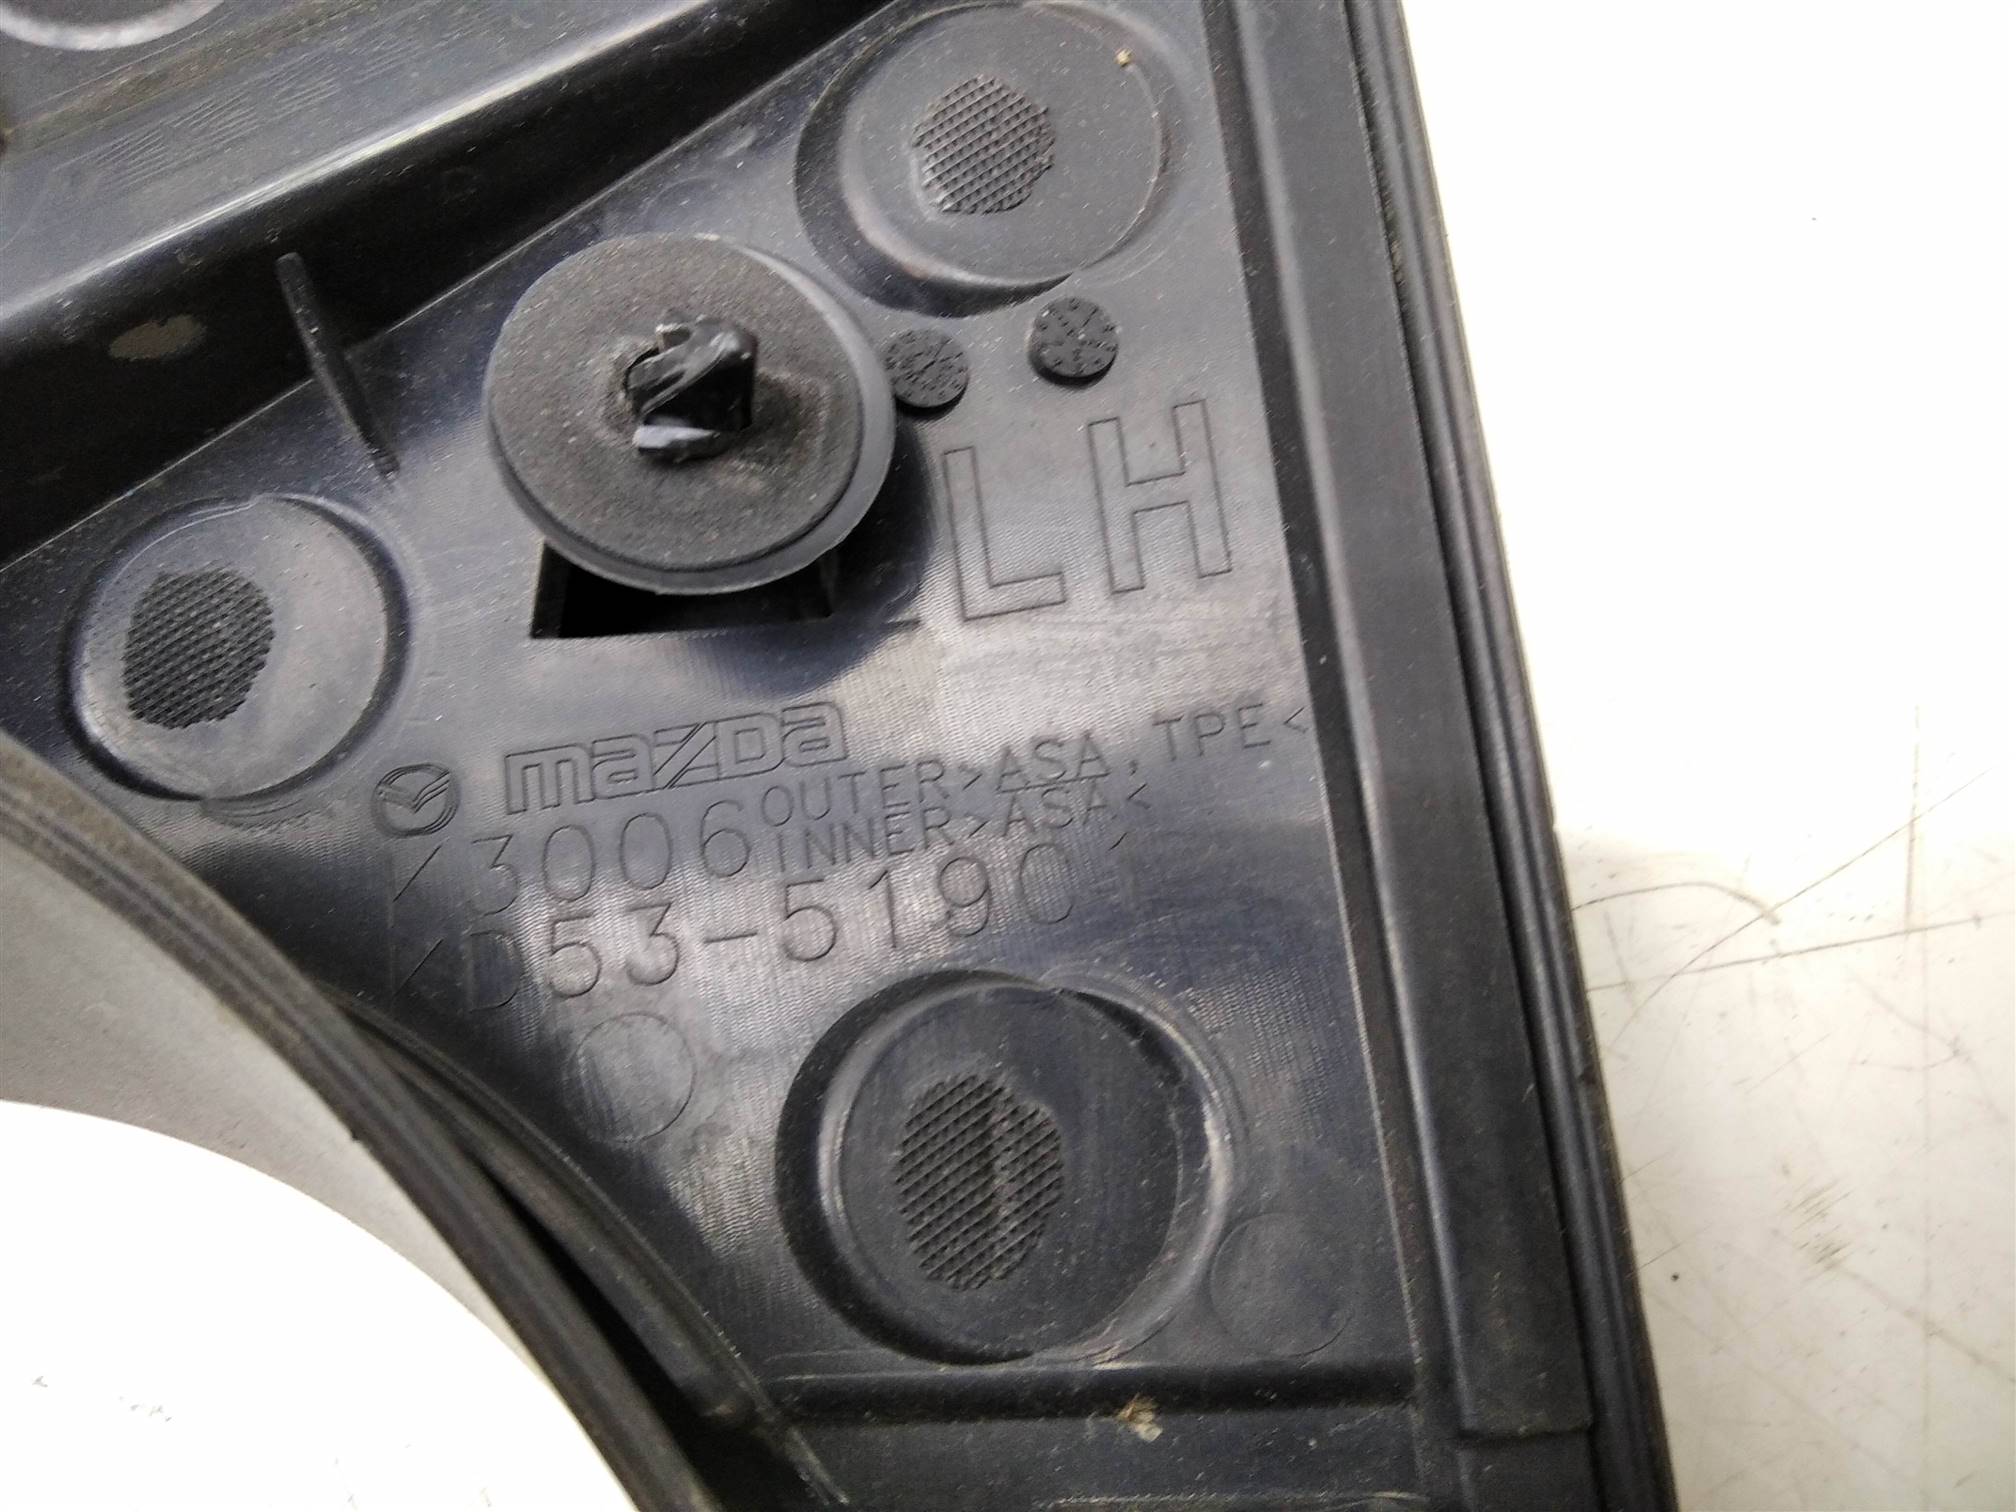 LH
mazda
3006 OUTER>ASA,TPE<
INNER>ASA<
D53-5190